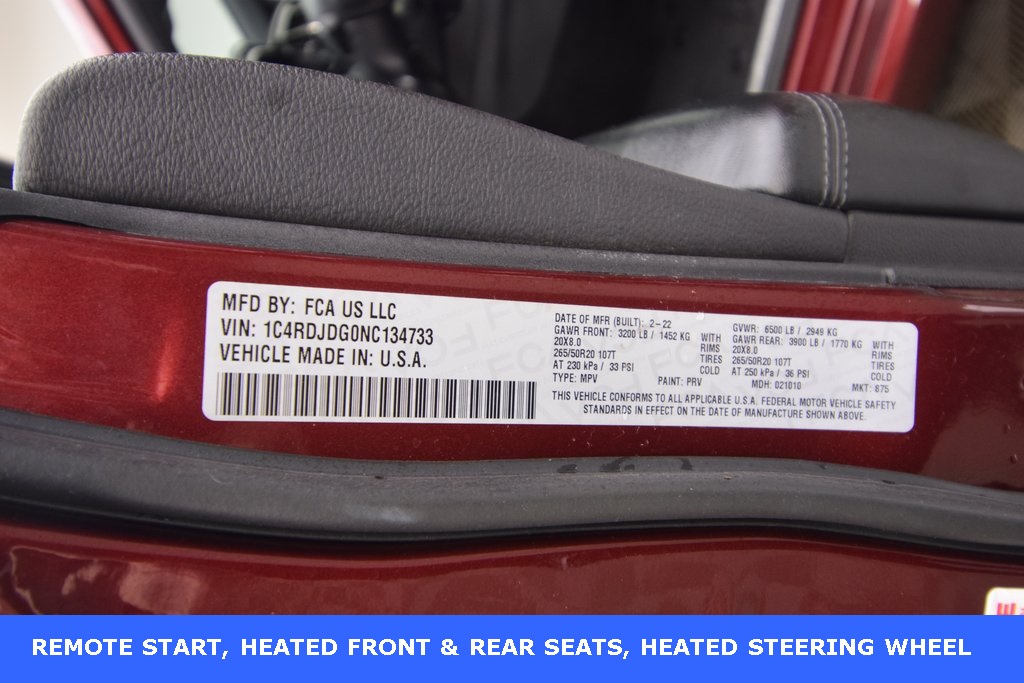 MFD BY: FCA US LLC
VIN: 1C4RDJDG0NC134733
VEHICLE MADE IN: U.S.A.
DATE OF MFR (BUILT): 2-22 GVWR: 6500 LB / 2949 KG
GAWR FRONT: 3200 LB / 1452 KG WITH GAWR REAR: 3900 LB / 1770 KG WITH
20X8.0 RIMS 20X8.0 RIMS
265/50R20 107T TIRES 265/50R20 107T TIRES
AT 230 kPa / 33 PSI COLD AT 250 kPa / 36 PSI COLD
TYPE: MPV PAINT: PRV MDH: 021010 MKT: 875
THIS VEHICLE CONFORMS TO ALL APPLICABLE U.S.A. FEDERAL MOTOR VEHICLE SAFETY
STANDARDS IN EFFECT ON THE DATE OF MANUFACTURE SHOWN ABOVE.
REMOTE START, HEATED FRONT & REAR SEATS, HEATED STEERING WHEEL